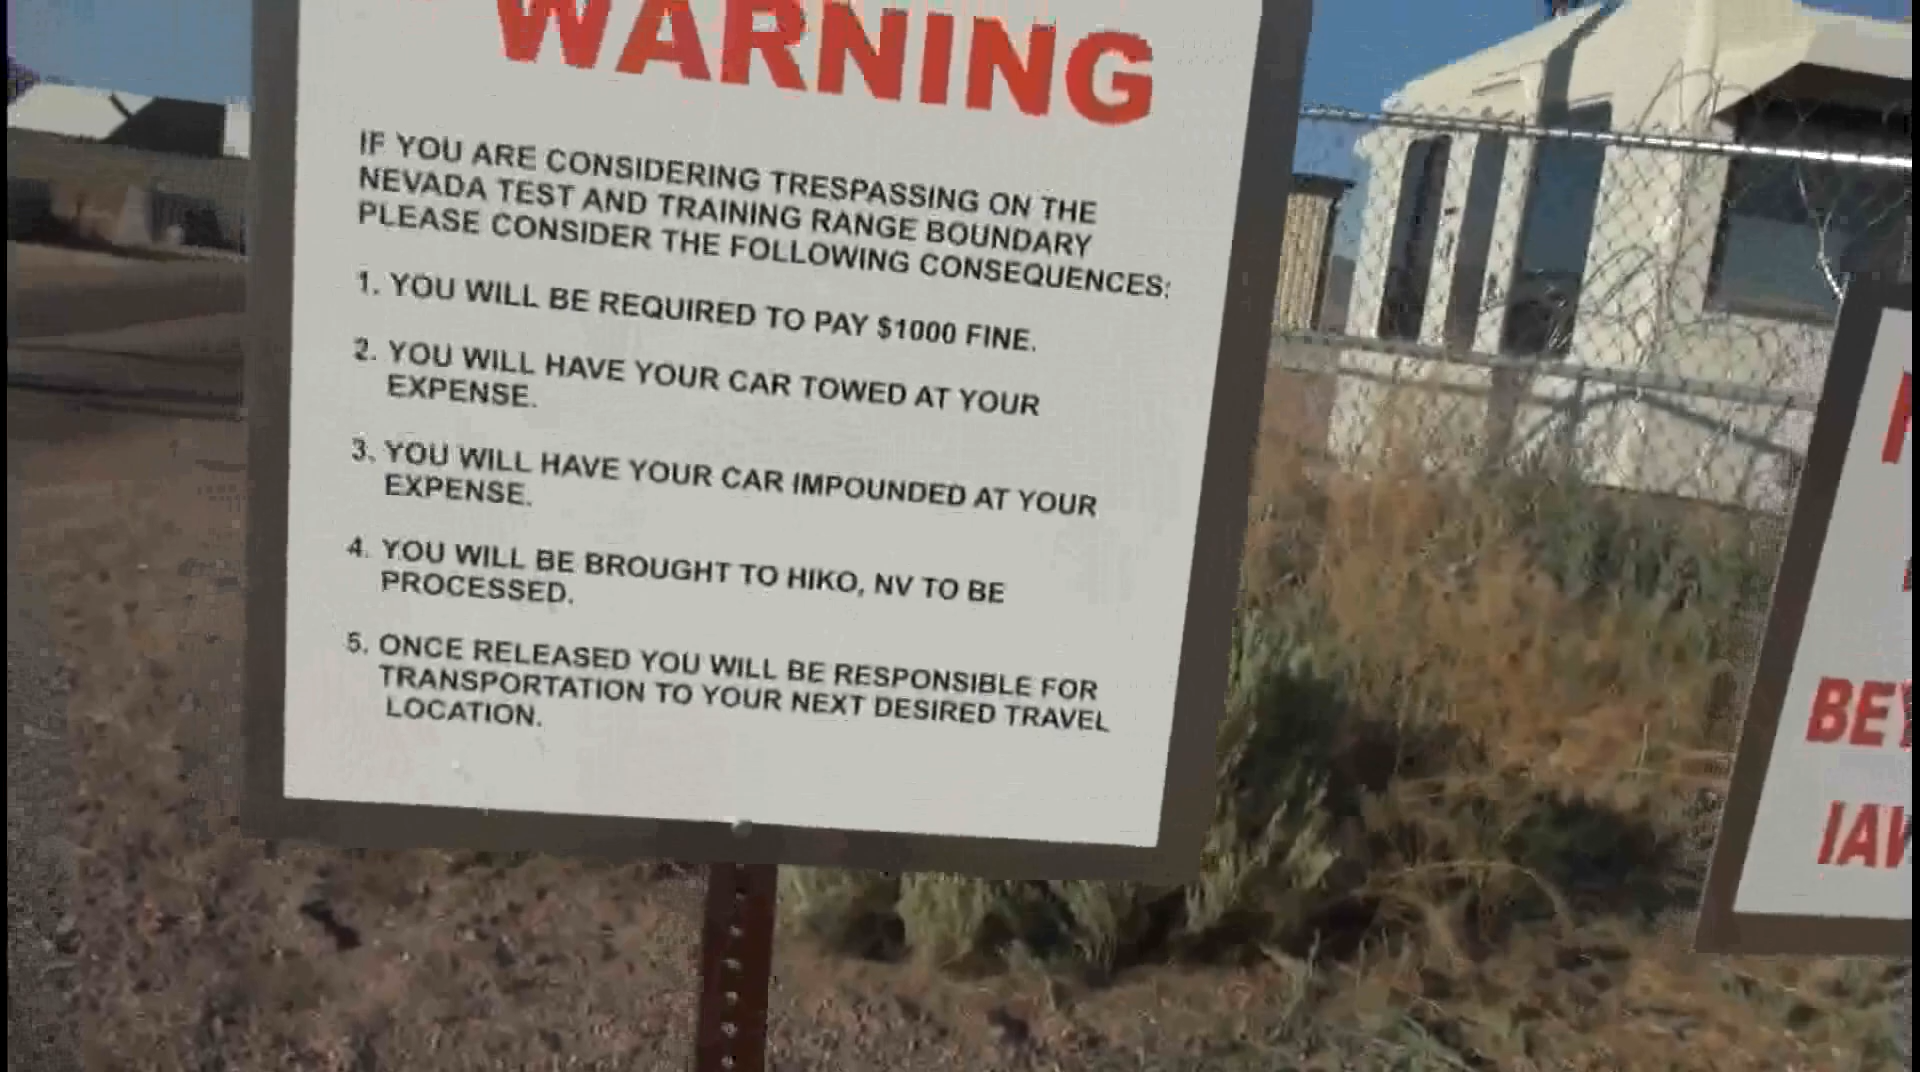 WARNING
IF YOU ARE CONSIDERING TRESPASSING ON THE
NEVADA TEST AND TRAINING RANGE BOUNDARY
PLEASE CONSIDER THE FOLLOWING CONSEQUENCES:
1. YOU WILL BE REQUIRED TO PAY $1000 FINE.
2. YOU WILL HAVE YOUR CAR TOWED AT YOUR
EXPENSE.
3. YOU WILL HAVE YOUR CAR IMPOUNDED AT YOUR
EXPENSE.
4. YOU WILL BE BROUGHT TO HIKO, NV TO BE
PROCESSED.
5. ONCE RELEASED YOU WILL BE RESPONSIBLE FOR
TRANSPORTATION TO YOUR NEXT DESIRED TRAVEL
LOCATION.